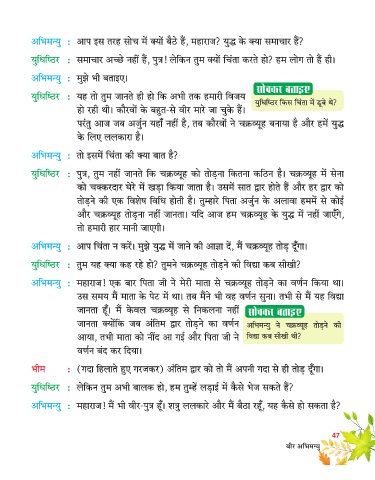 अभिमन्यु : आप इस तरह सोच में क्यों बैठे हैं, महाराज? युद्ध के क्या समाचार हैं?
युधिष्ठिर : समाचार अच्छे नहीं हैं, पुत्र! लेकिन तुम क्यों चिंता करते हो? हम लोग तो हैं ही।
अभिमन्यु : मुझे भी बताइए।
युधिष्ठिर : यह तो तुम जानते ही हो कि अभी तक हमारी विजय
हो रही थी। कौरवों के बहुत-से वीर मारे जा चुके हैं।
परंतु आज जब अर्जुन यहाँ नहीं है, तब कौरवों ने चक्रव्यूह बनाया है और हमें युद्ध
के लिए ललकारा है।
सोचकर बताइए
युधिष्ठिर किस चिंता में डूबे थे?
अभिमन्यु : तो इसमें चिंता की क्या बात है?
युधिष्ठिर : पुत्र, तुम नहीं जानते कि चक्रव्यूह को तोड़ना कितना कठिन है। चक्रव्यूह में सेना
को चक्करदार घेरे में खड़ा किया जाता है। उसमें सात द्वार होते हैं और हर द्वार को
तोड़ने की एक विशेष विधि होती है। तुम्हारे पिता अर्जुन के अलावा हममें से कोई
और चक्रव्यूह तोड़ना नहीं जानता। यदि आज हम चक्रव्यूह के युद्ध में नहीं जाएँगे,
तो हमारी हार मानी जाएगी।
अभिमन्यु : आप चिंता न करें! मुझे युद्ध में जाने की आज्ञा दें, मैं चक्रव्यूह तोड़ दूँगा।
युधिष्ठिर : तुम यह क्या कह रहे हो? तुमने चक्रव्यूह तोड़ने की विद्या कब सीखी?
अभिमन्यु : महाराज! एक बार पिता जी ने मेरी माता से चक्रव्यूह तोड़ने का वर्णन किया था।
उस समय मैं माता के पेट में था। तब मैंने भी वह वर्णन सुना। तभी से मैं यह विद्या
जानता हूँ। मैं केवल चक्रव्यूह से निकलना नहीं
जानता क्योंकि जब अंतिम द्वार तोड़ने का वर्णन
आया, तभी माता को नींद आ गई और पिता जी ने
वर्णन बंद कर दिया।
सोचकर बताइए
अभिमन्यु ने चक्रव्यूह तोड़ने की
विद्या कब सीखी थी?
भीम : (गदा हिलाते हुए गरजकर) अंतिम द्वार को तो मैं अपनी गदा से ही तोड़ दूँगा।
युधिष्ठिर : लेकिन तुम अभी बालक हो, हम तुम्हें लड़ाई में कैसे भेज सकते हैं?
अभिमन्यु : महाराज! मैं भी वीर-पुत्र हूँ। शत्रु ललकारे और मैं बैठा रहूँ, यह कैसे हो सकता है?
47
वीर अभिमन्यु